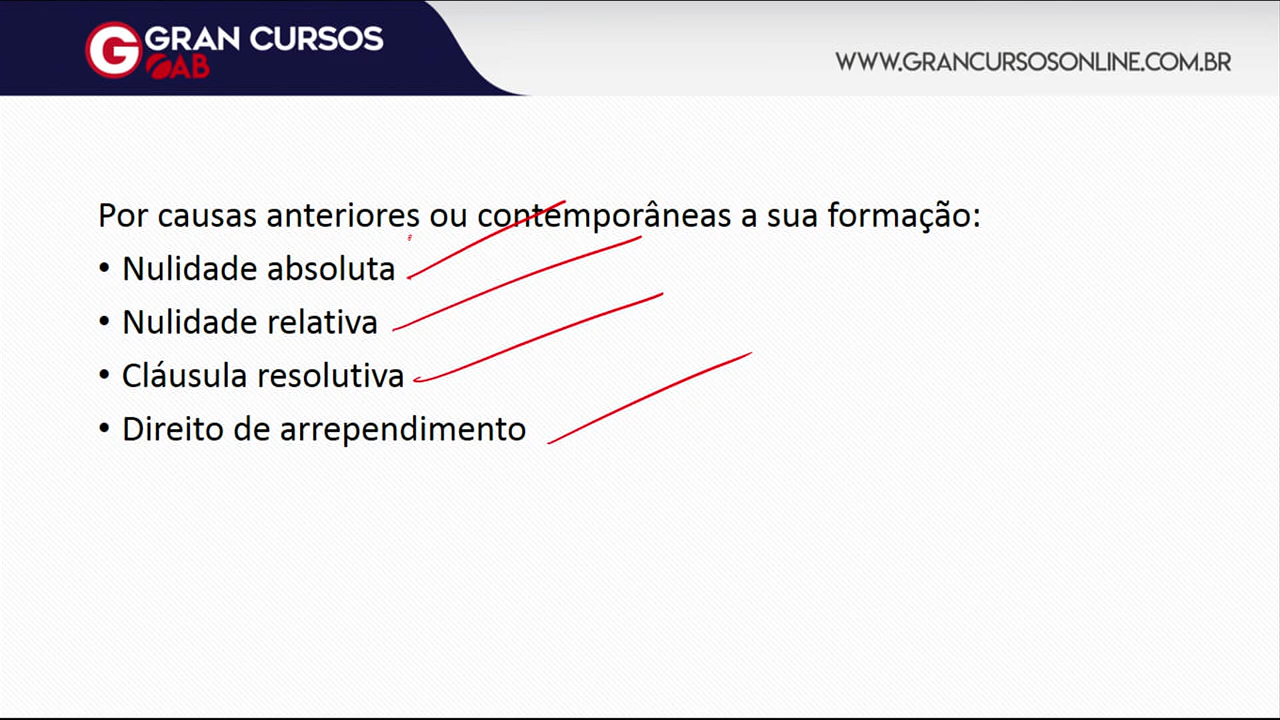 GRAN CURSOS
OAB
WWW.GRANCURSOSONLINE.COM.BR
Por causas anteriores ou contemporâneas a sua formação:
• Nulidade absoluta
• Nulidade relativa
• Cláusula resolutiva
• Direito de arrependimento